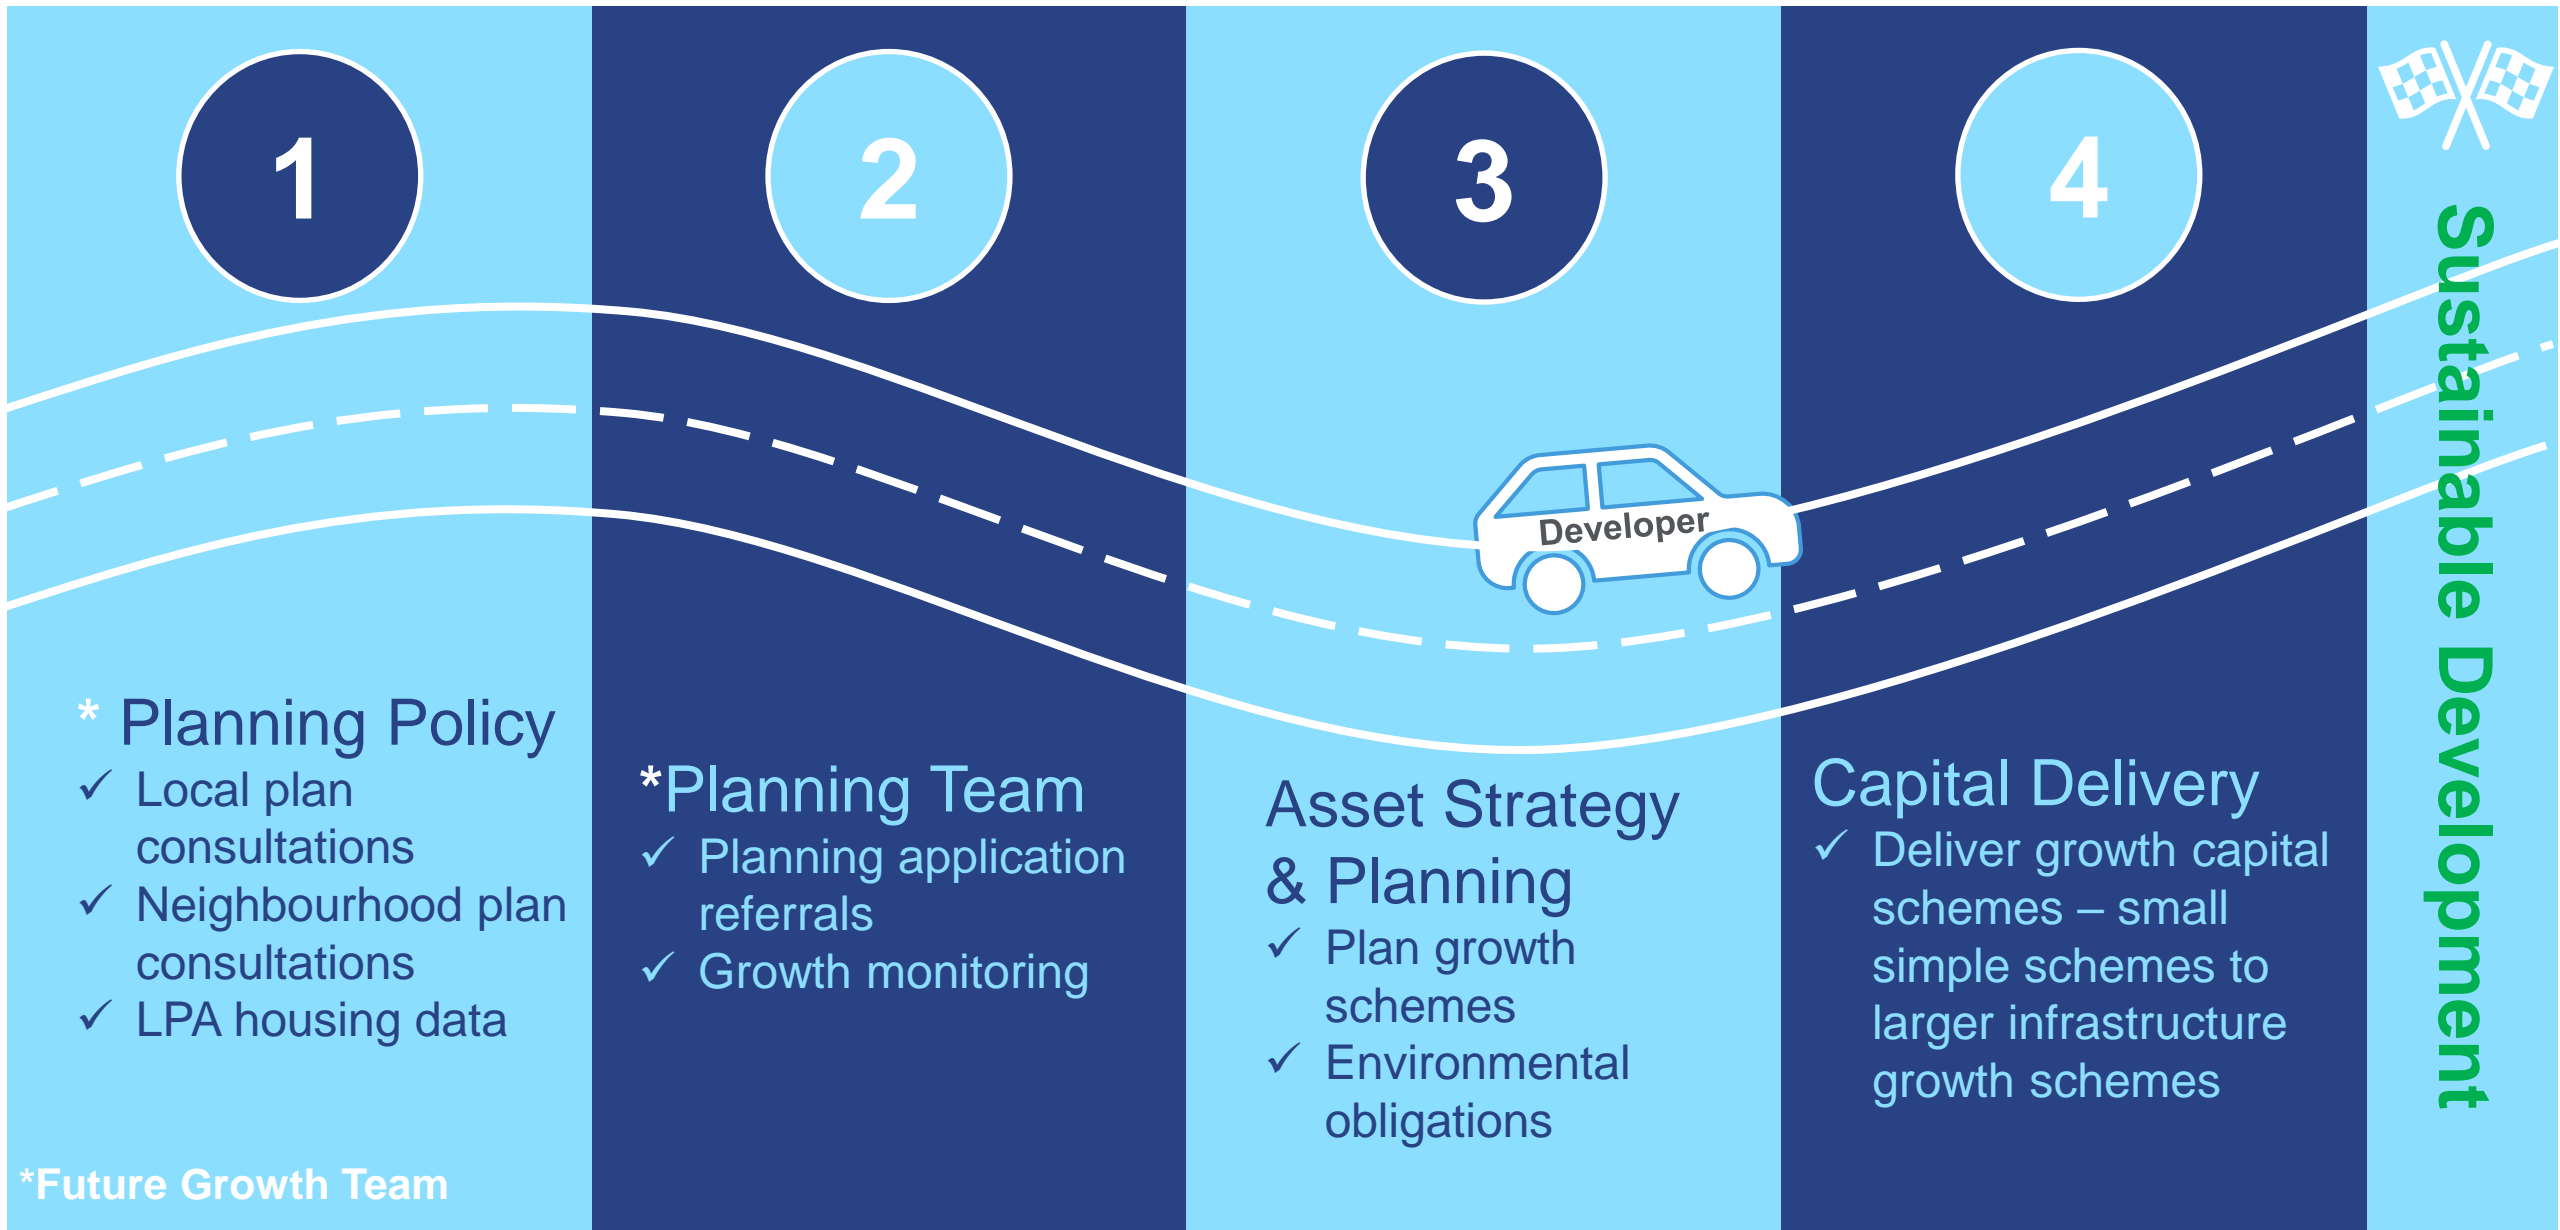 1
* Planning Policy
✓ Local plan
consultations
✓ Neighbourhood plan
consultations
✓ LPA housing data
*Future Growth Team
2
*Planning Team
✓ Planning application
referrals
✓ Growth monitoring
3
Developer
Asset Strategy
& Planning
✓ Plan growth
schemes
✓ Environmental
obligations
4
Capital Delivery
✓ Deliver growth capital
schemes – small
simple schemes to
larger infrastructure
growth schemes
Sustainable Development